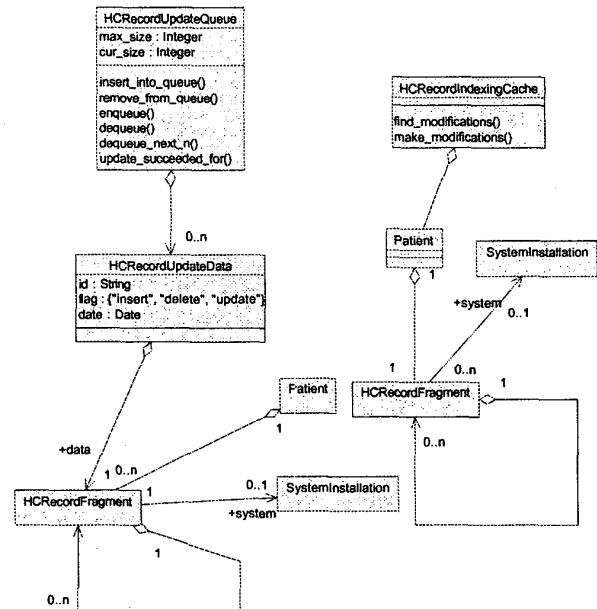 HCRecordUpdateQueue
max_size : Integer
cur_size : Integer
insert_into_queue()
remove_from_queue()
enqueue()
dequeue()
dequeue_next_n()
update_succeeded_for()
0..n
HCRecordUpdateData
id : String
flag : {"insert", "delete", "update"}
date : Date
+data
1
0..n
Patient
1
HCRecordFragment
1
0..1
+system
SystemInstallation
1
0..n
HCRecordIndexingCache
find_modifications()
make_modifications()
Patient
1
SystemInstallation
+system
0..1
1
0..n
HCRecordFragment
1
0..n